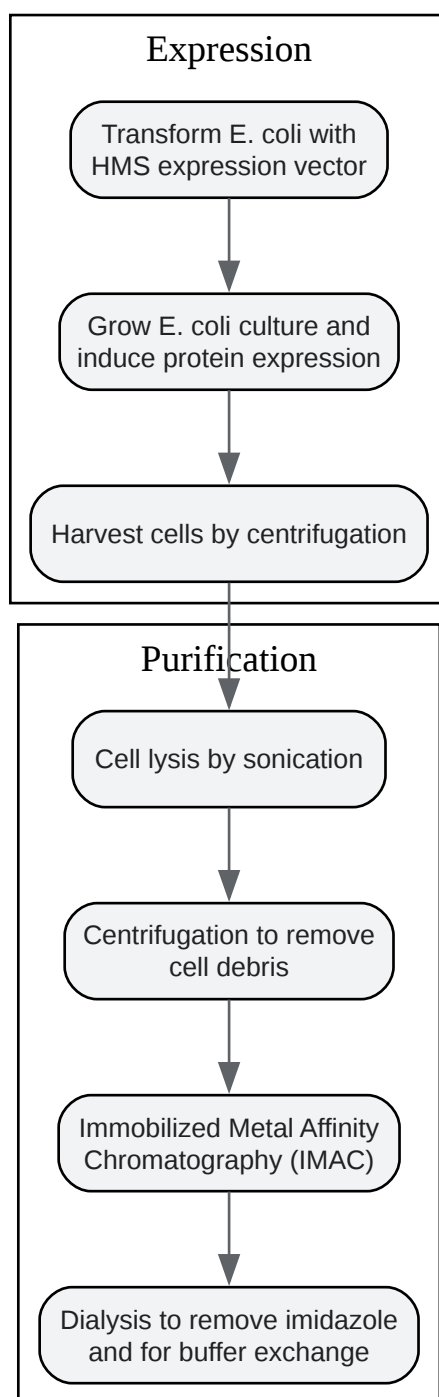 Expression
Transform E. coli with
HMS expression vector
Grow E. coli culture and
induce protein expression
Harvest cells by centrifugation
Purification
Cell lysis by sonication
Centrifugation to remove
cell debris
Immobilized Metal Affinity
Chromatography (IMAC)
Dialysis to remove imidazole
and for buffer exchange